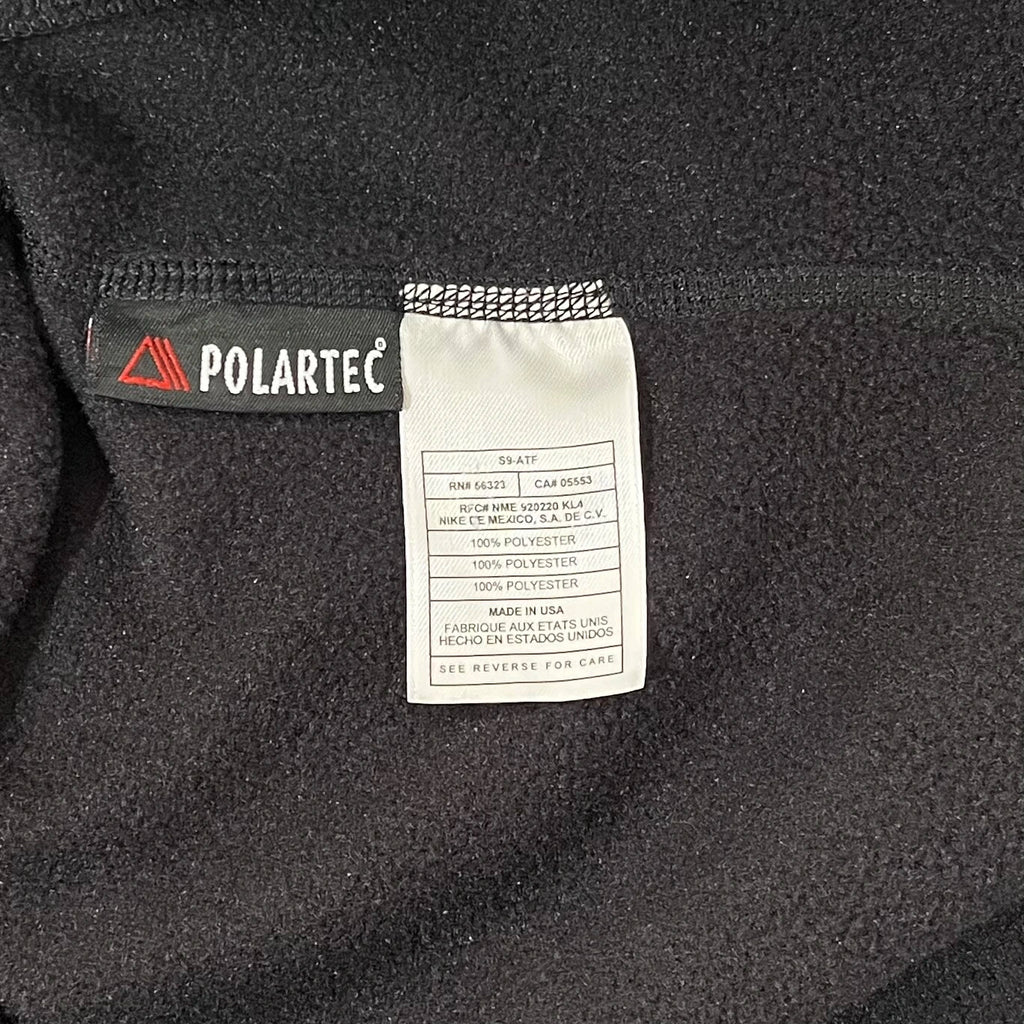 POLARTEC®
S9-ATF
RN# 56323
CA# 05553
RFC# NME 920220 KL4
NIKE DE MEXICO, S.A. DE C.V.
100% POLYESTER
100% POLYESTER
100% POLYESTER
MADE IN USA
FABRIQUE AUX ETATS UNIS
HECHO EN ESTADOS UNIDOS
SEE REVERSE FOR CARE